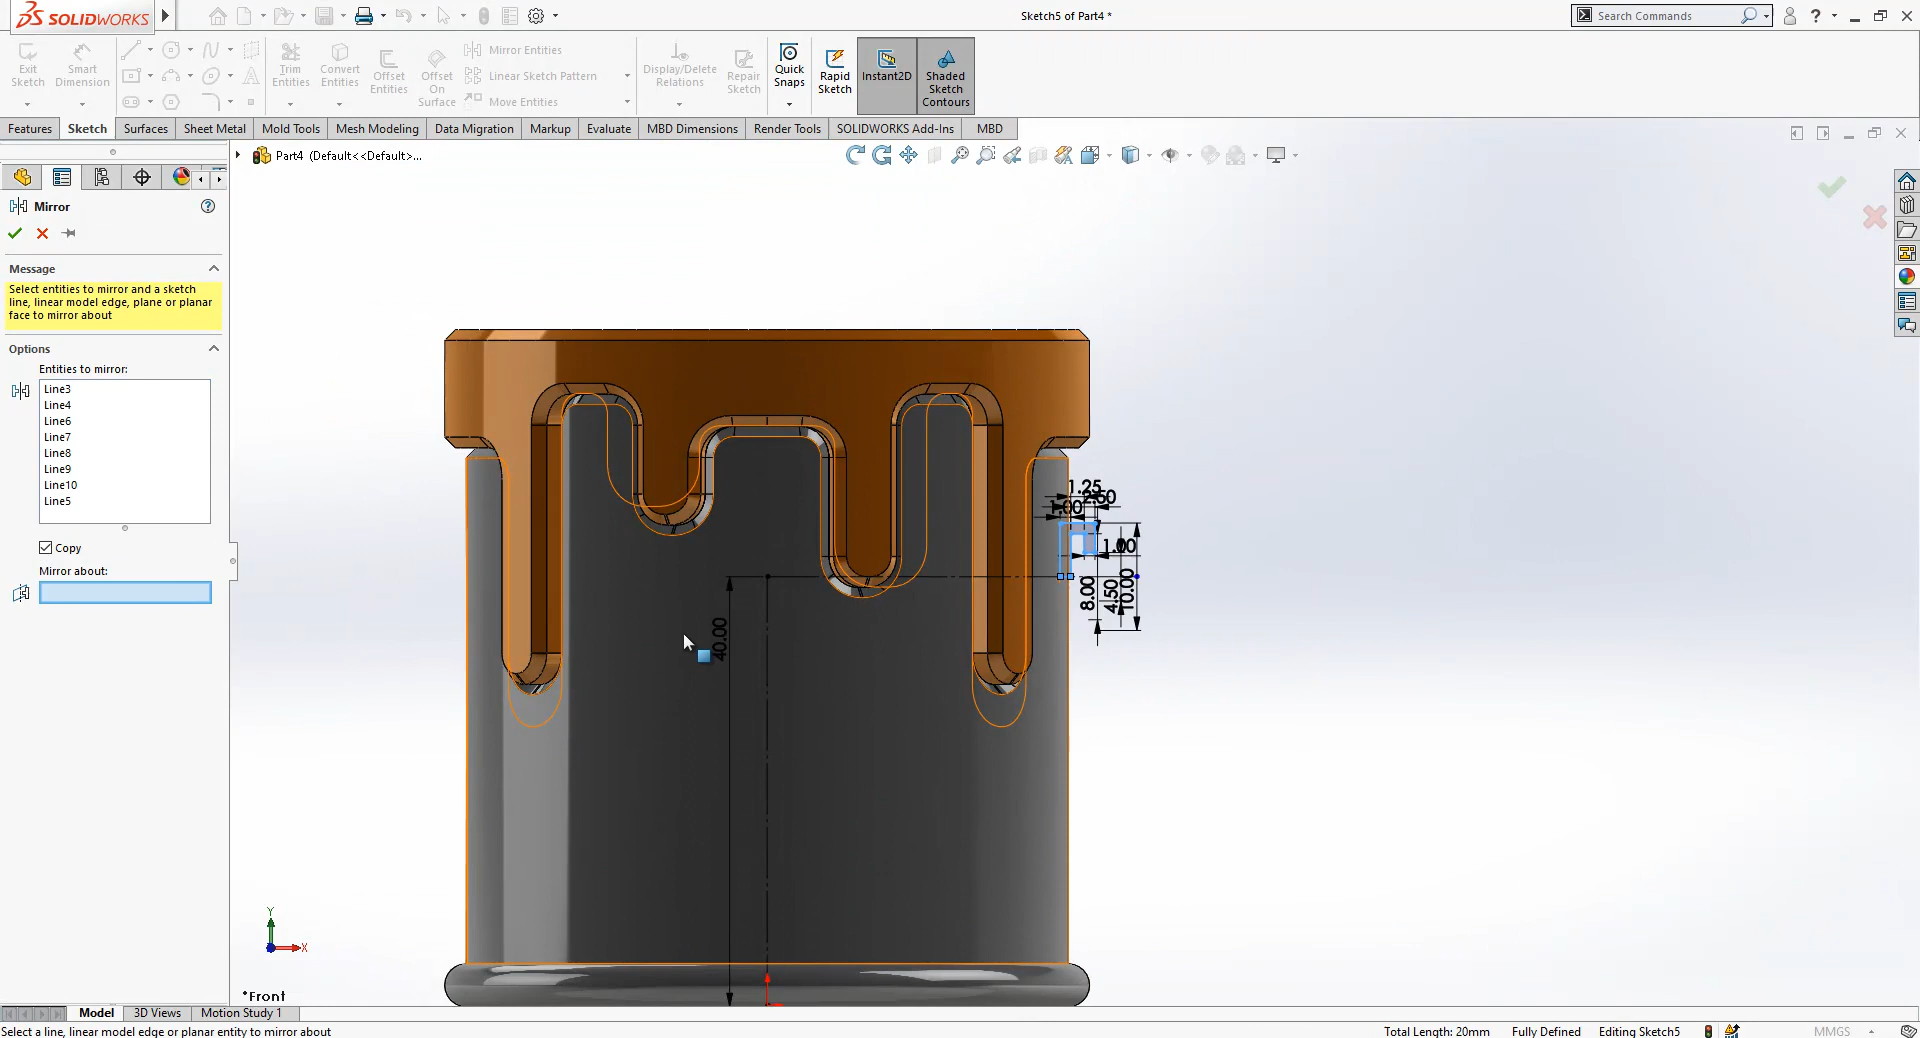 SOLIDWORKS
Sketch5 of Part4 *
Search Commands
Exit Sketch
Smart Dimension
Trim Entities
Convert Entities
Offset Entities
Offset On Surface
Mirror Entities
Linear Sketch Pattern
Move Entities
Display/Delete Relations
Repair Sketch
Quick Snaps
Rapid Sketch
Instant2D
Shaded Sketch Contours
Features
Sketch
Surfaces
Sheet Metal
Mold Tools
Mesh Modeling
Data Migration
Markup
Evaluate
MBD Dimensions
Render Tools
SOLIDWORKS Add-Ins
MBD
Part4 (Default<<Default>...
Mirror
Message
Select entities to mirror and a sketch
line, linear model edge, plane or planar
face to mirror about
Options
Entities to mirror:
Line3
Line4
Line6
Line7
Line8
Line9
Line10
Line5
Copy
Mirror about:
1.25
2.50
1.00
8.00
4.50
10.00
40.00
Y
X
*Front
Model
3D Views
Motion Study 1
Select a line, linear model edge or planar entity to mirror about
Total Length: 20mm
Fully Defined
Editing Sketch5
MMGS